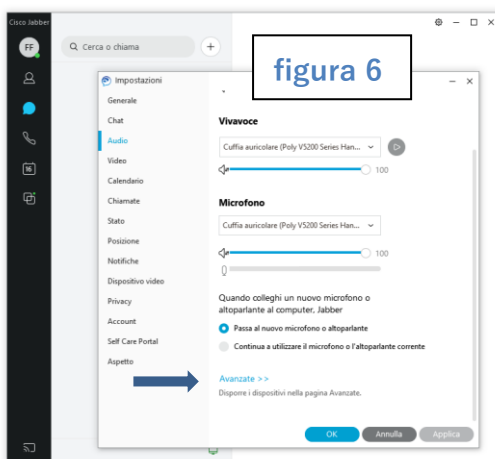 Cisco Jabber
FF
Cerca o chiama
figura 6
Impostazioni
Generale
Chat
Audio
Video
Calendario
Chiamate
Stato
Posizione
Notifiche
Dispositivo video
Privacy
Account
Self Care Portal
Aspetto
Vivavoce
Cuffia auricolare (Poly V5200 Series Han...
100
Microfono
Cuffia auricolare (Poly V5200 Series Han...
100
Quando colleghi un nuovo microfono o
altoparlante al computer, Jabber
Passa al nuovo microfono o altoparlante
Continua a utilizzare il microfono o l'altoparlante corrente
Avanzate >>
Disporre i dispositivi nella pagina Avanzate.
OK
Annulla
Applica
16